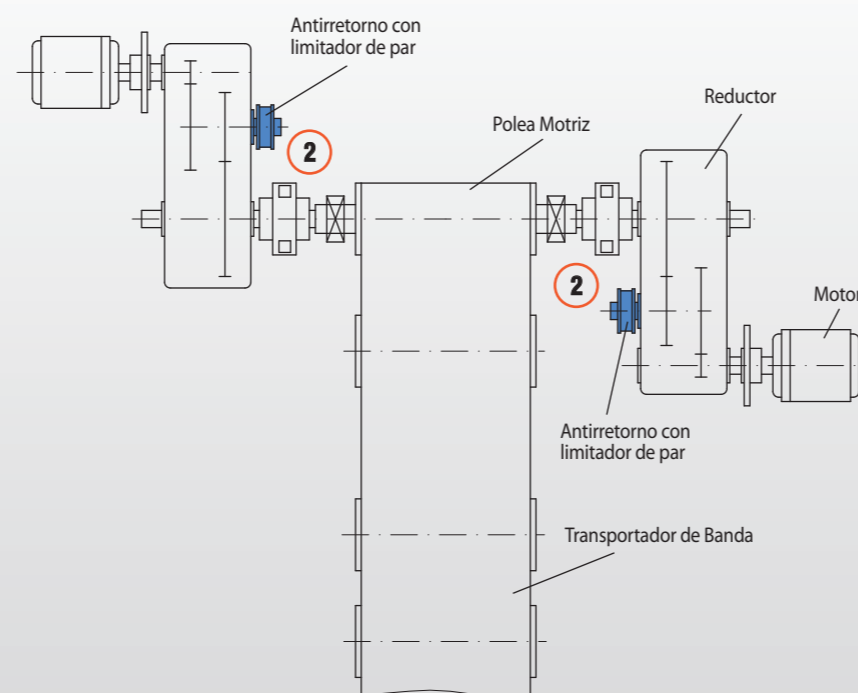 Antirretorno con
limitador de par
2
Polea Motriz
Reductor
2
Motor
Antirretorno con
limitador de par
Transportador de Banda